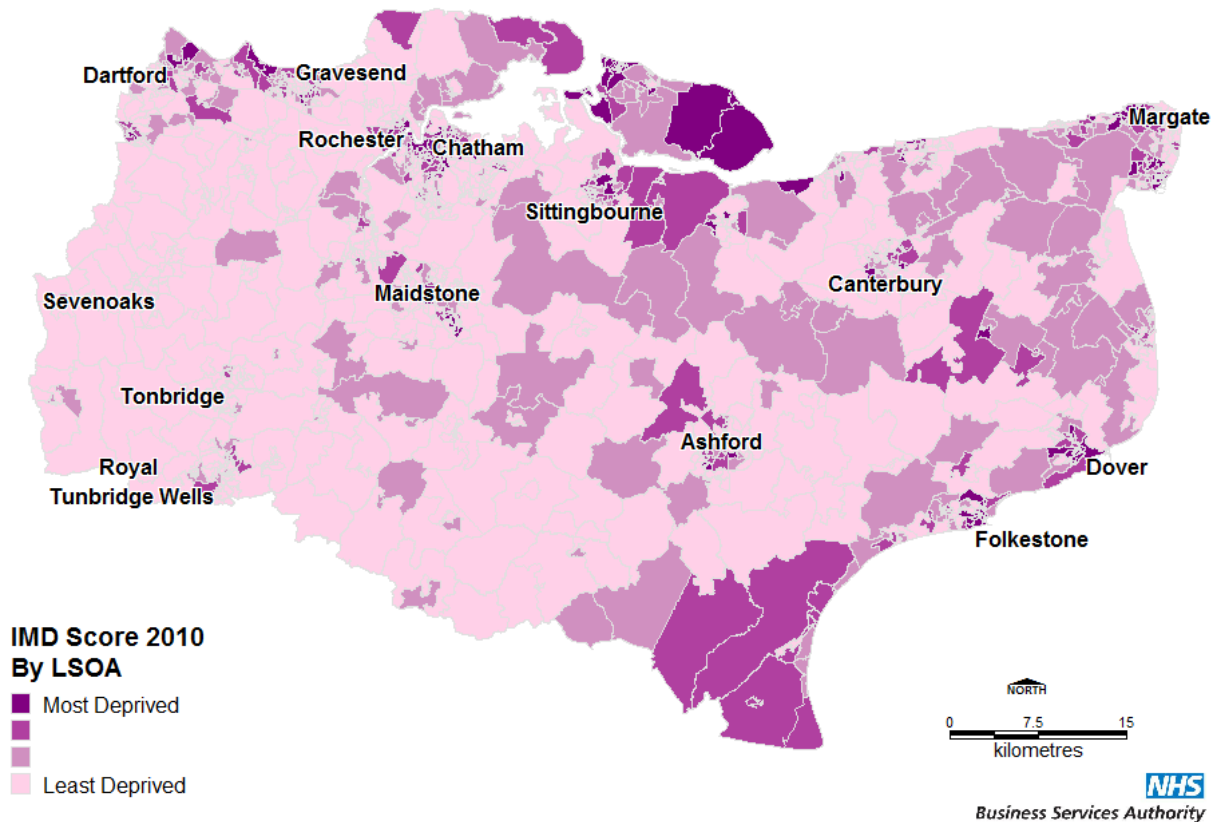 Dartford
Gravesend
Margate
Rochester
Chatham
Sittingbourne
Canterbury
Sevenoaks
Maidstone
Tonbridge
Ashford
Royal
Tunbridge Wells
Dover
Folkestone
IMD Score 2010
By LSOA
Most Deprived
Least Deprived
NORTH
0 7.5 15
kilometres
NHS
Business Services Authority